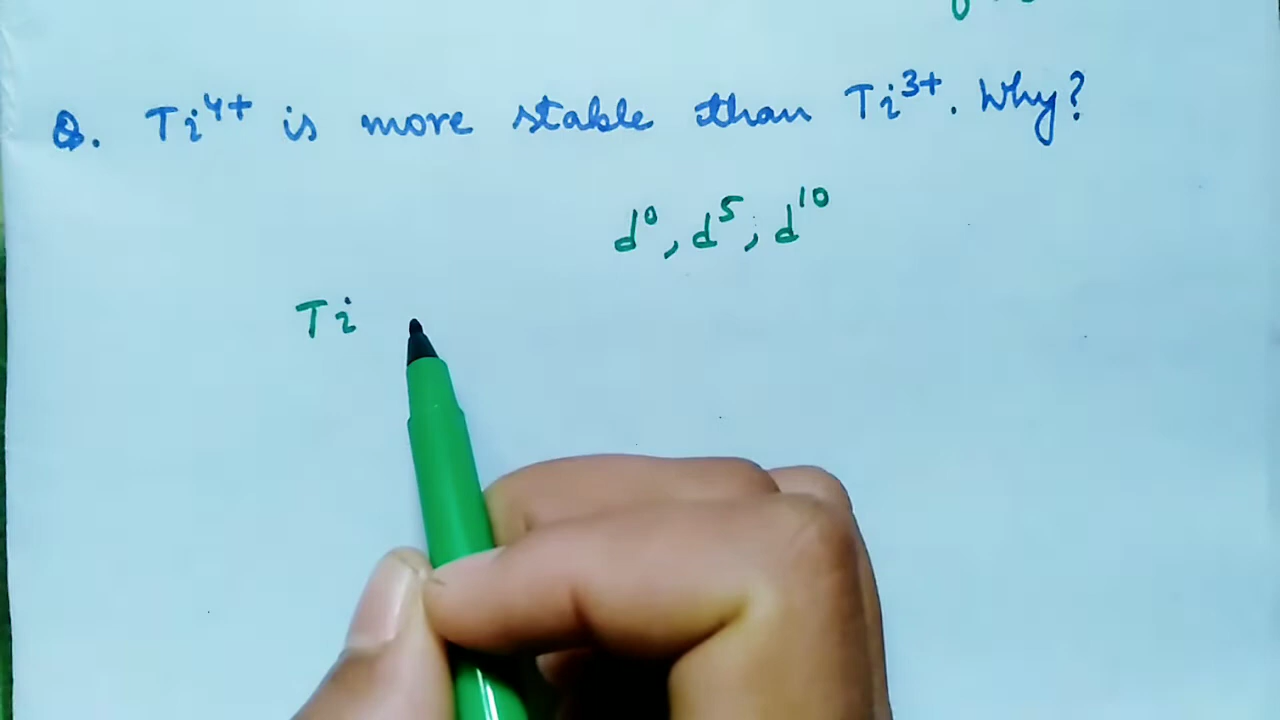 Q. Ti⁴⁺ is more stable than Ti³⁺. Why?
d⁰, d⁵, d¹⁰
Ti